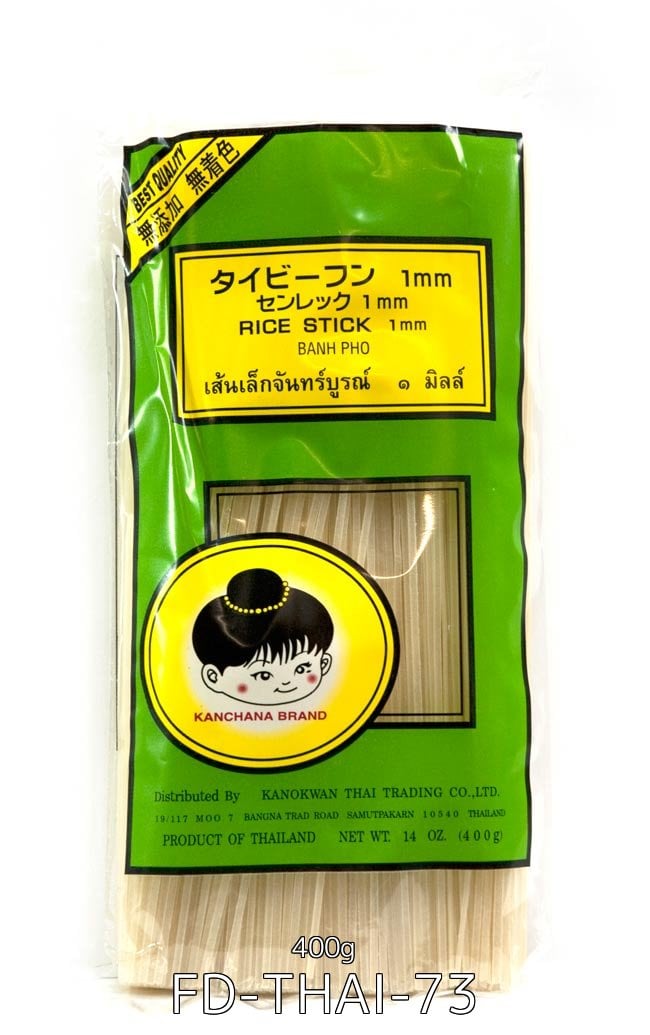 BEST QUALITY
無添加 無着色
タイビーフン 1mm
センレック 1mm
RICE STICK 1mm
BANH PHO
เส้นเล็กจันทร์บูรณ์ ๑ มิลล์
KANCHANA BRAND
Distributed By KANOKWAN THAI TRADING CO.,LTD.
19/117 MOO 7 BANGNA TRAD ROAD SAMUTPAKARN 10540 THAILAND
PRODUCT OF THAILAND NET WT. 14 OZ. (400g)
400g
FD-THAI-73